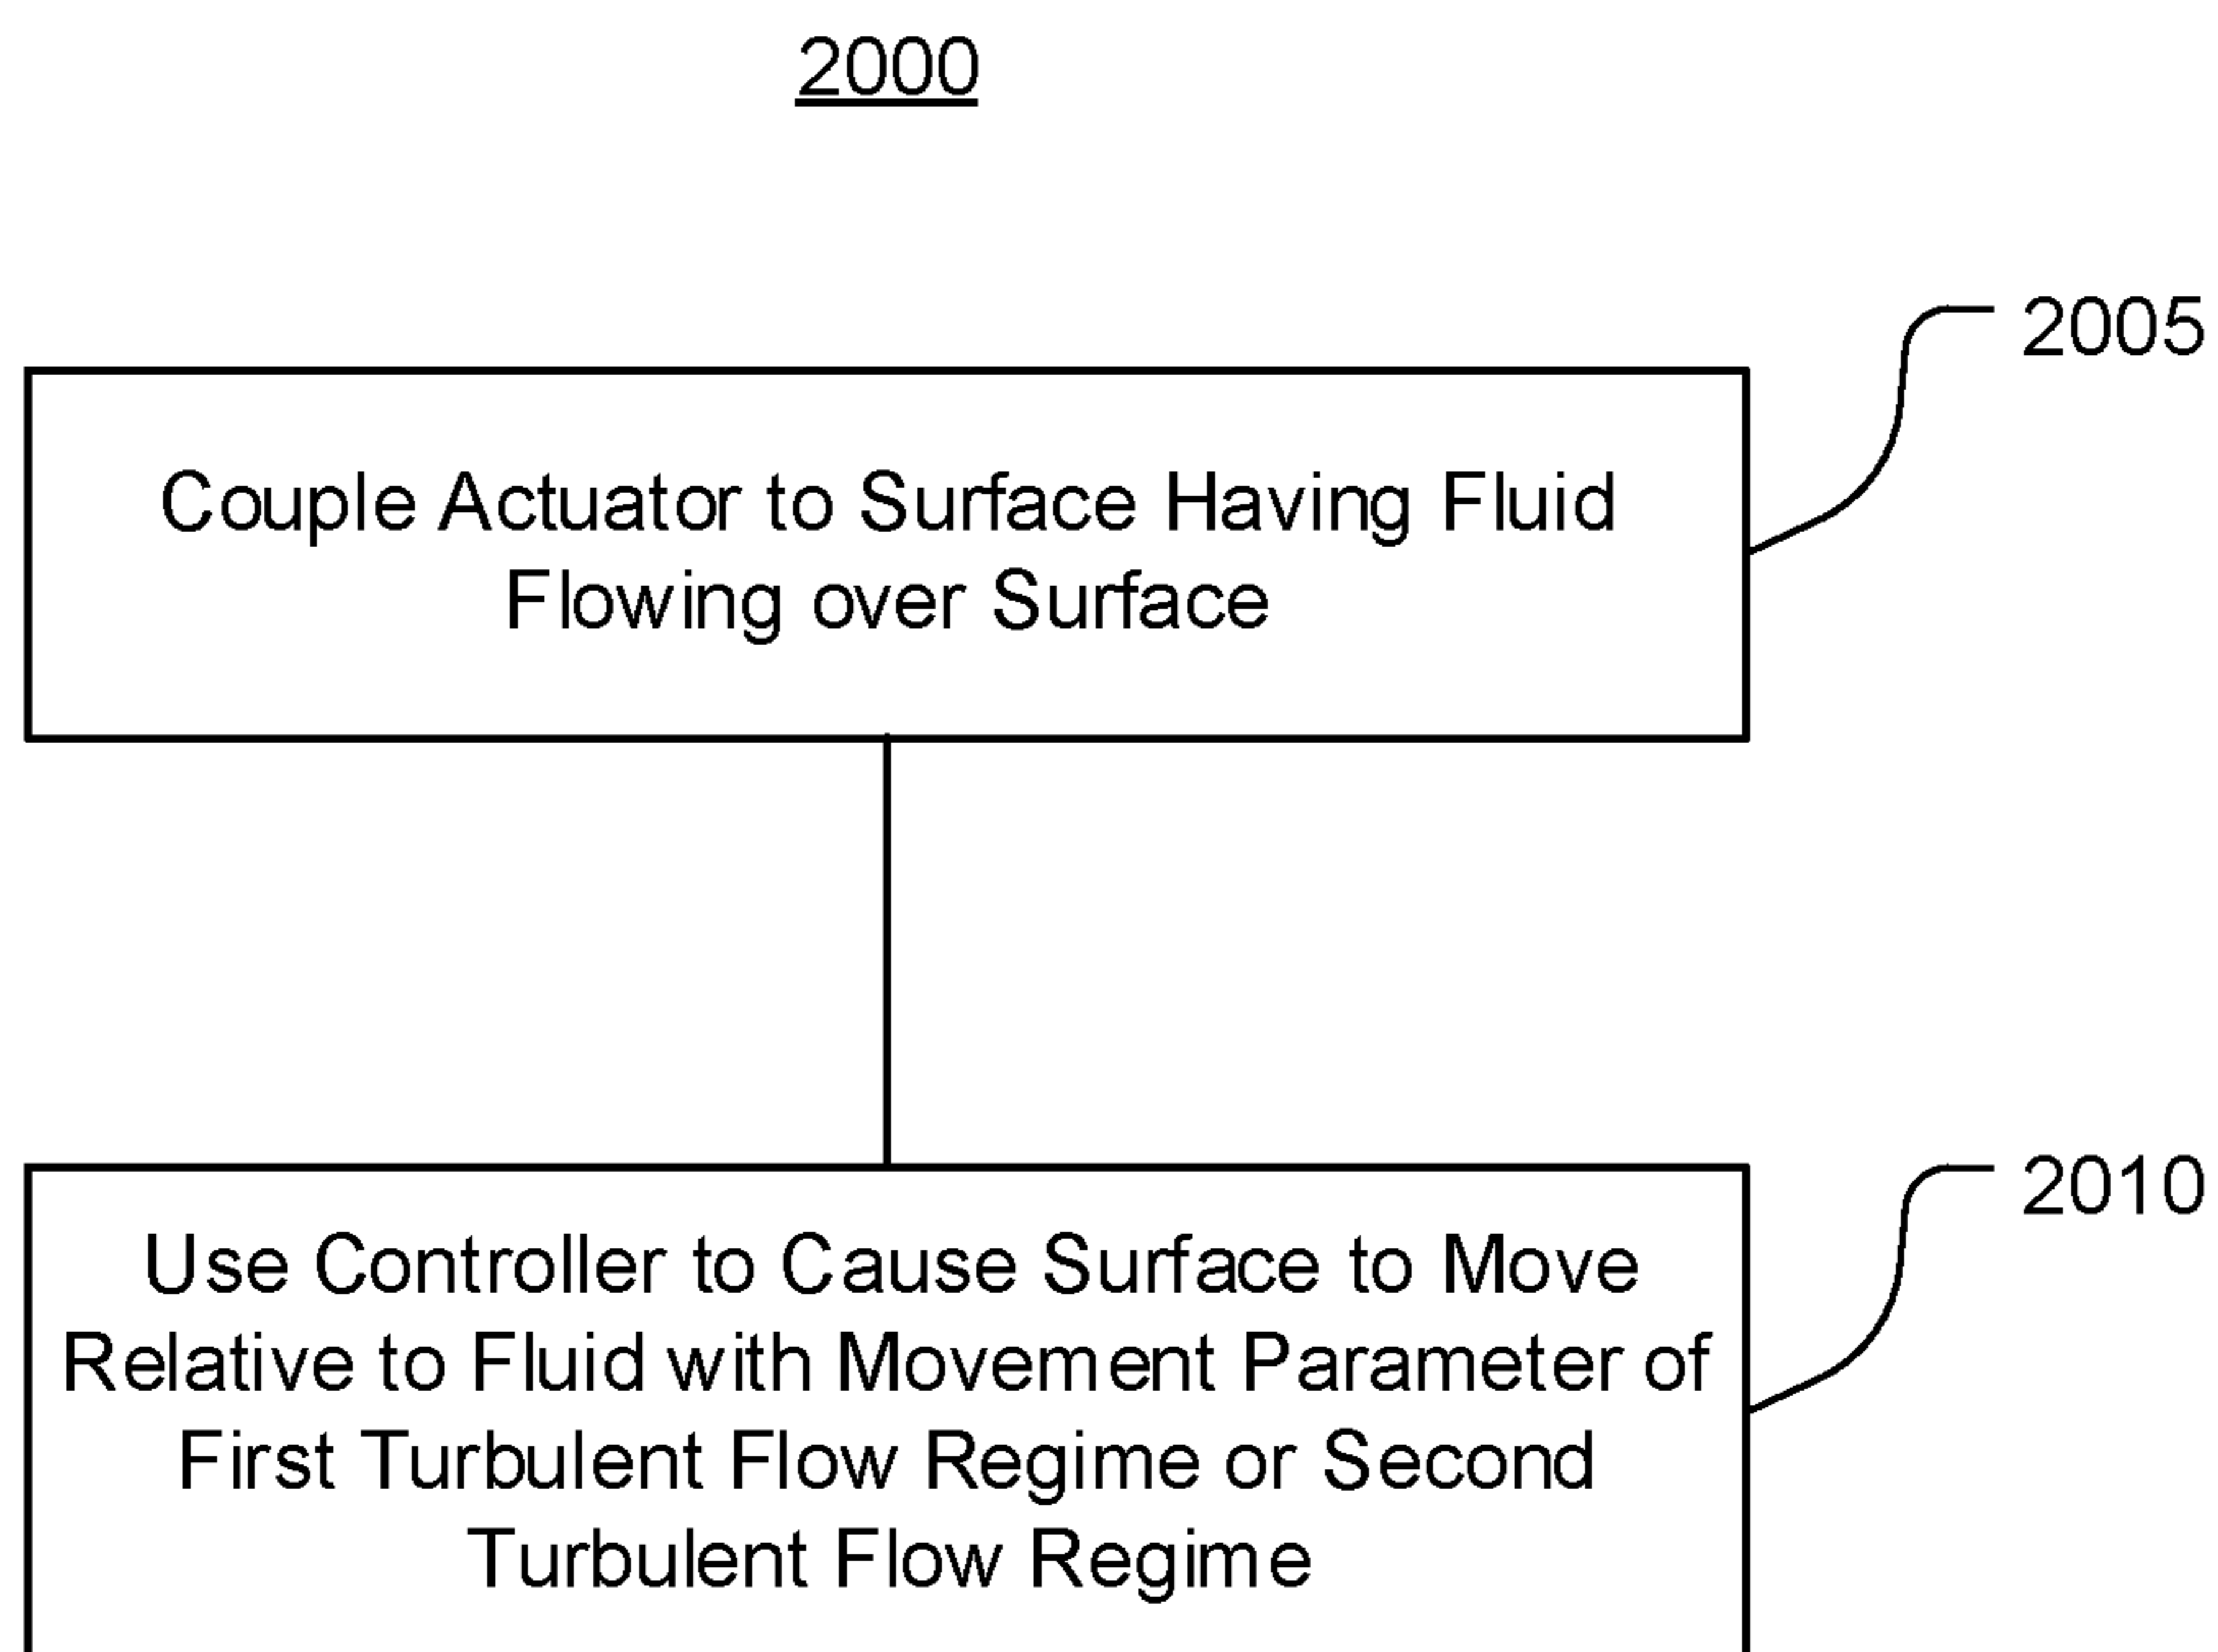 2000
2005
Couple Actuator to Surface Having Fluid
Flowing over Surface
2010
Use Controller to Cause Surface to Move
Relative to Fluid with Movement Parameter of
First Turbulent Flow Regime or Second
Turbulent Flow Regime